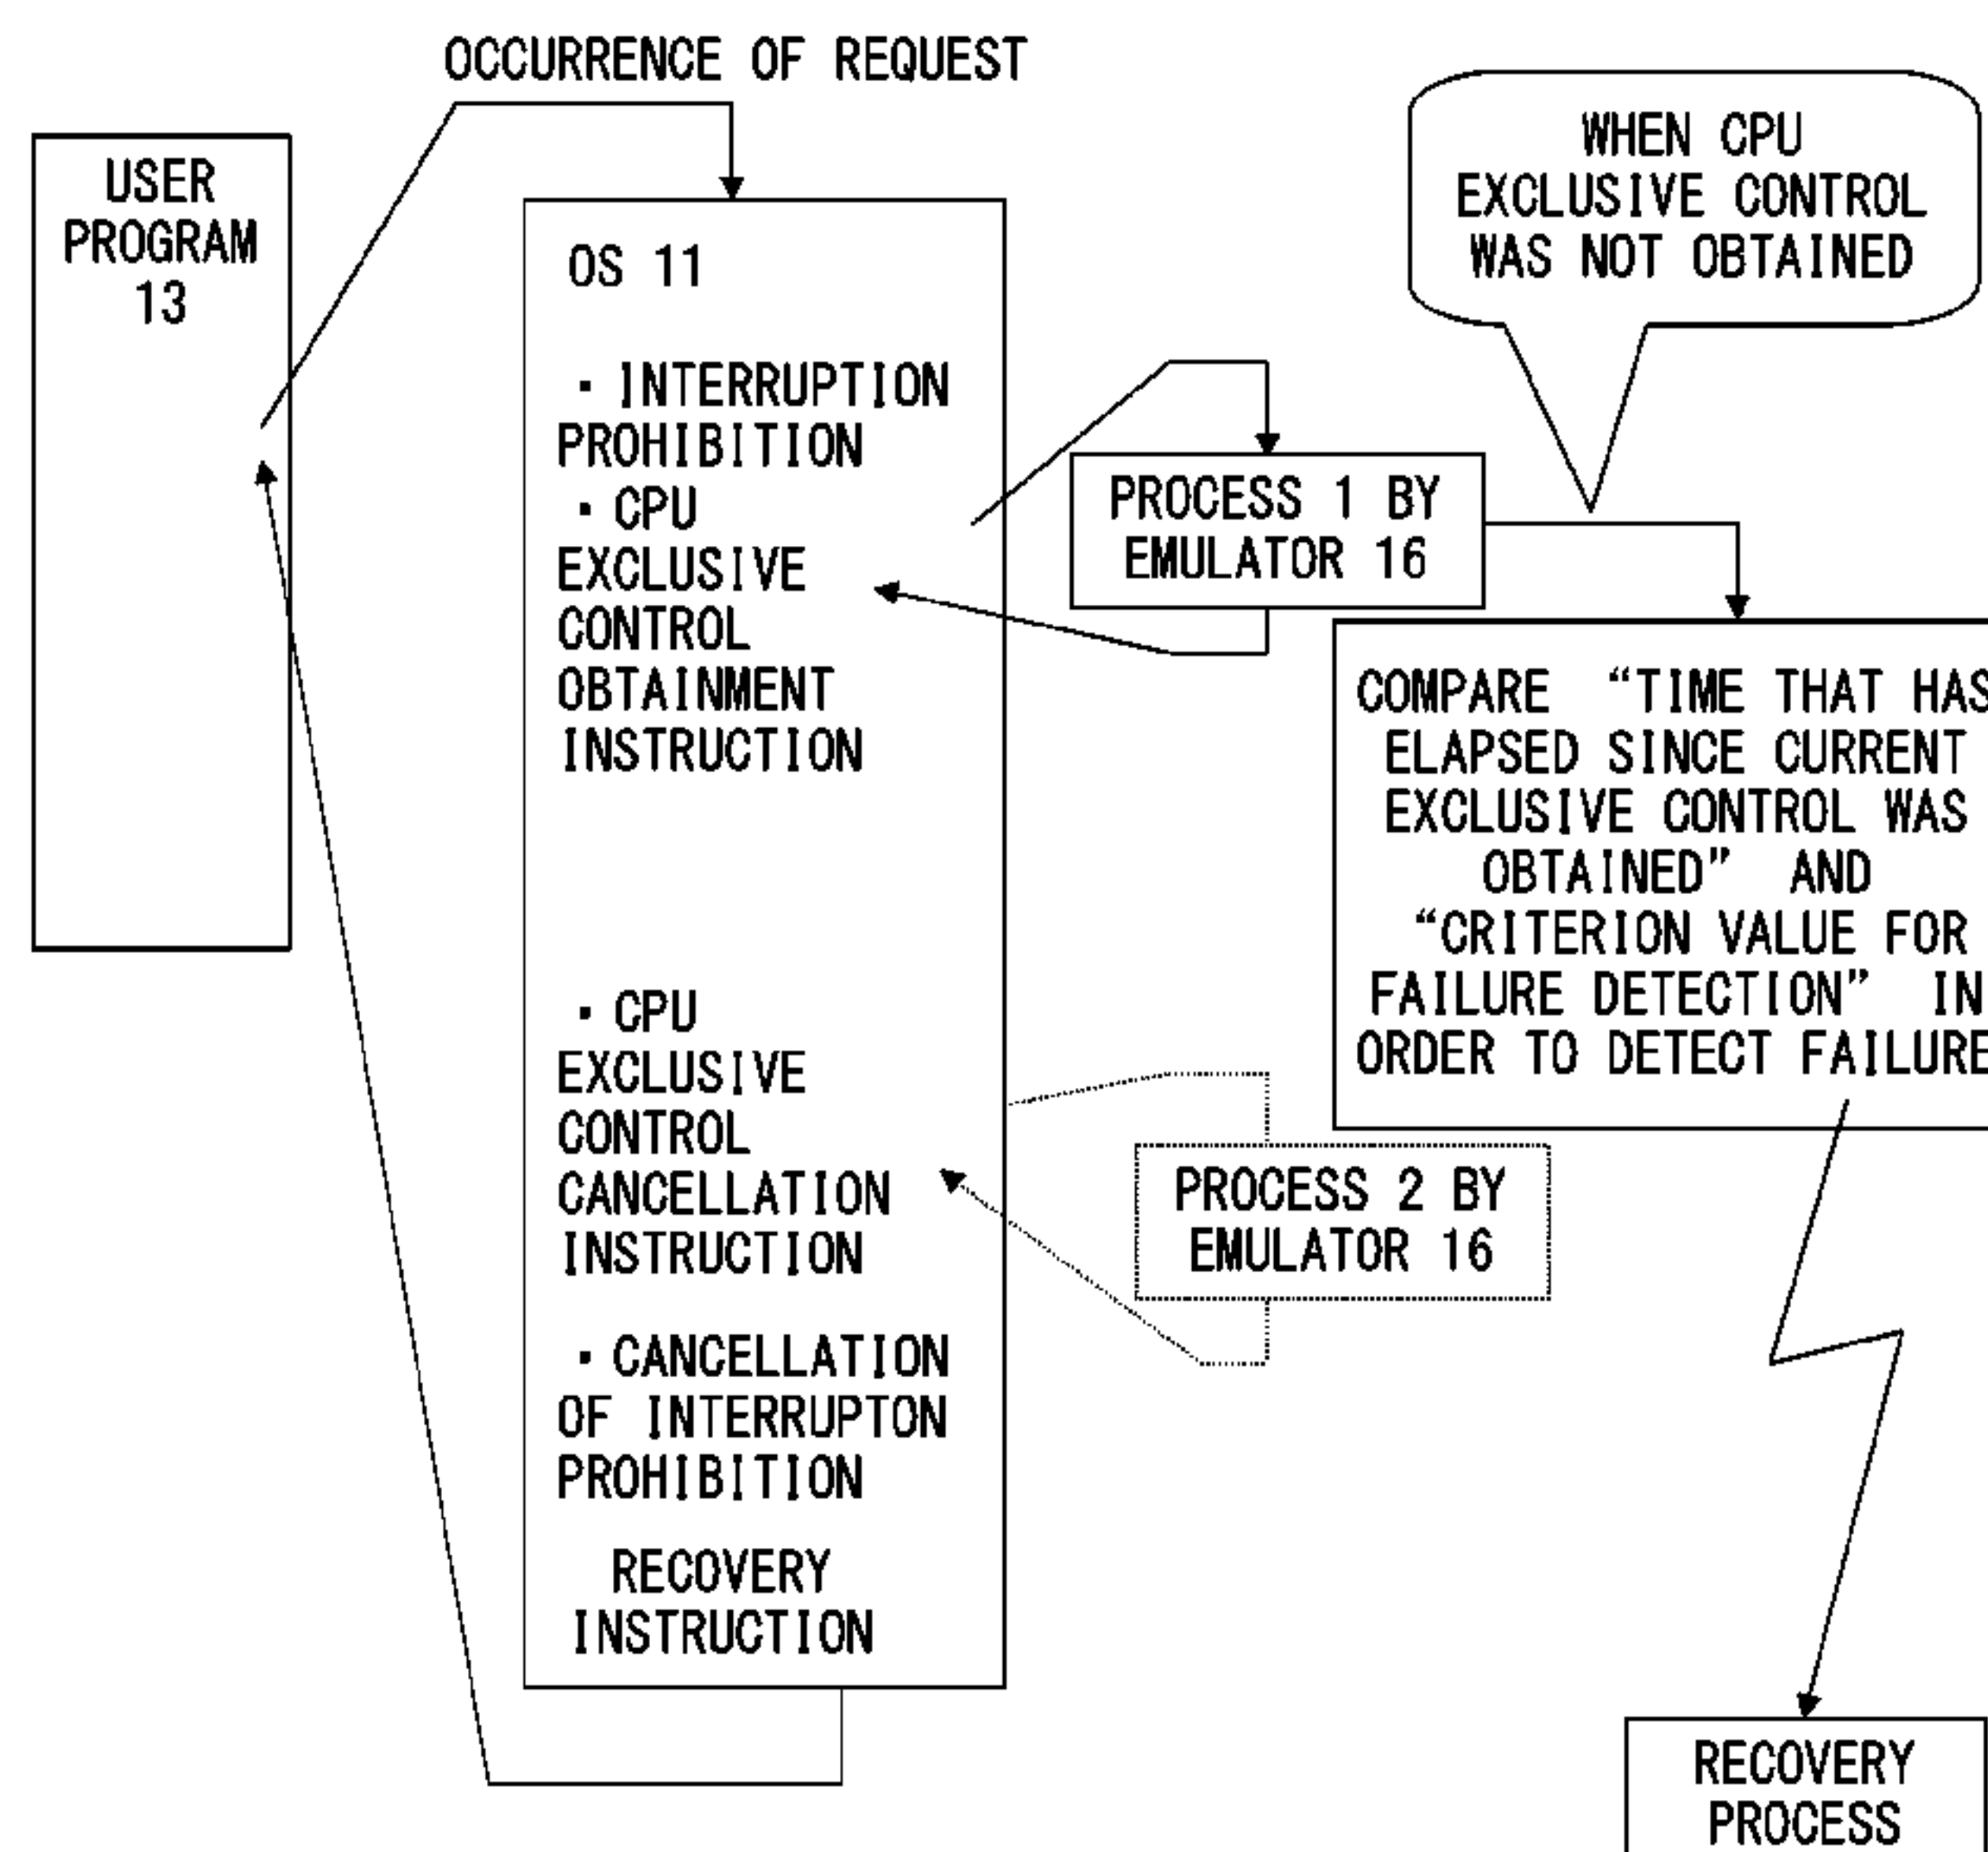 OCCURRENCE OF REQUEST
USER
PROGRAM
13
OS 11
・INTERRUPTION
PROHIBITION
・CPU
EXCLUSIVE
CONTROL
OBTAINMENT
INSTRUCTION
・CPU
EXCLUSIVE
CONTROL
CANCELLATION
INSTRUCTION
・CANCELLATION
OF INTERRUPTON
PROHIBITION
RECOVERY
INSTRUCTION
PROCESS 1 BY
EMULATOR 16
WHEN CPU
EXCLUSIVE CONTROL
WAS NOT OBTAINED
COMPARE “TIME THAT HAS
ELAPSED SINCE CURRENT
EXCLUSIVE CONTROL WAS
OBTAINED” AND
“CRITERION VALUE FOR
FAILURE DETECTION” IN
ORDER TO DETECT FAILURE
PROCESS 2 BY
EMULATOR 16
RECOVERY
PROCESS